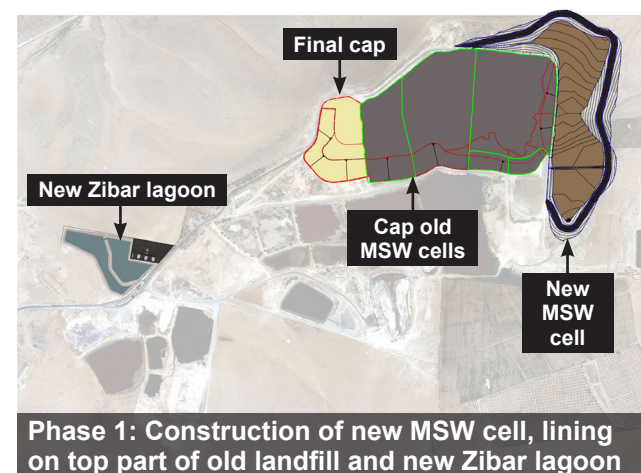 Final cap
New Zibar lagoon
Cap old
MSW cells
New
MSW
cell
Phase 1: Construction of new MSW cell, lining
on top part of old landfill and new Zibar lagoon